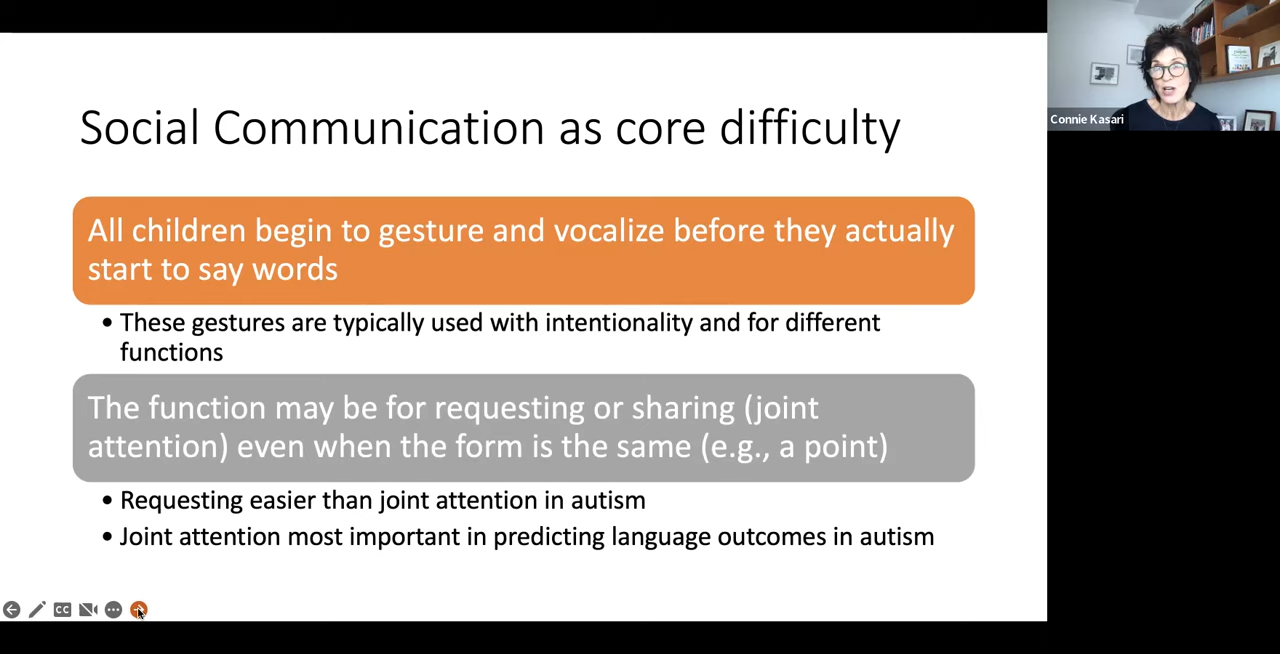 Social Communication as core difficulty
All children begin to gesture and vocalize before they actually
start to say words
• These gestures are typically used with intentionality and for different
functions
The function may be for requesting or sharing (joint
attention) even when the form is the same (e.g., a point)
• Requesting easier than joint attention in autism
• Joint attention most important in predicting language outcomes in autism
CC
Connie Kasari